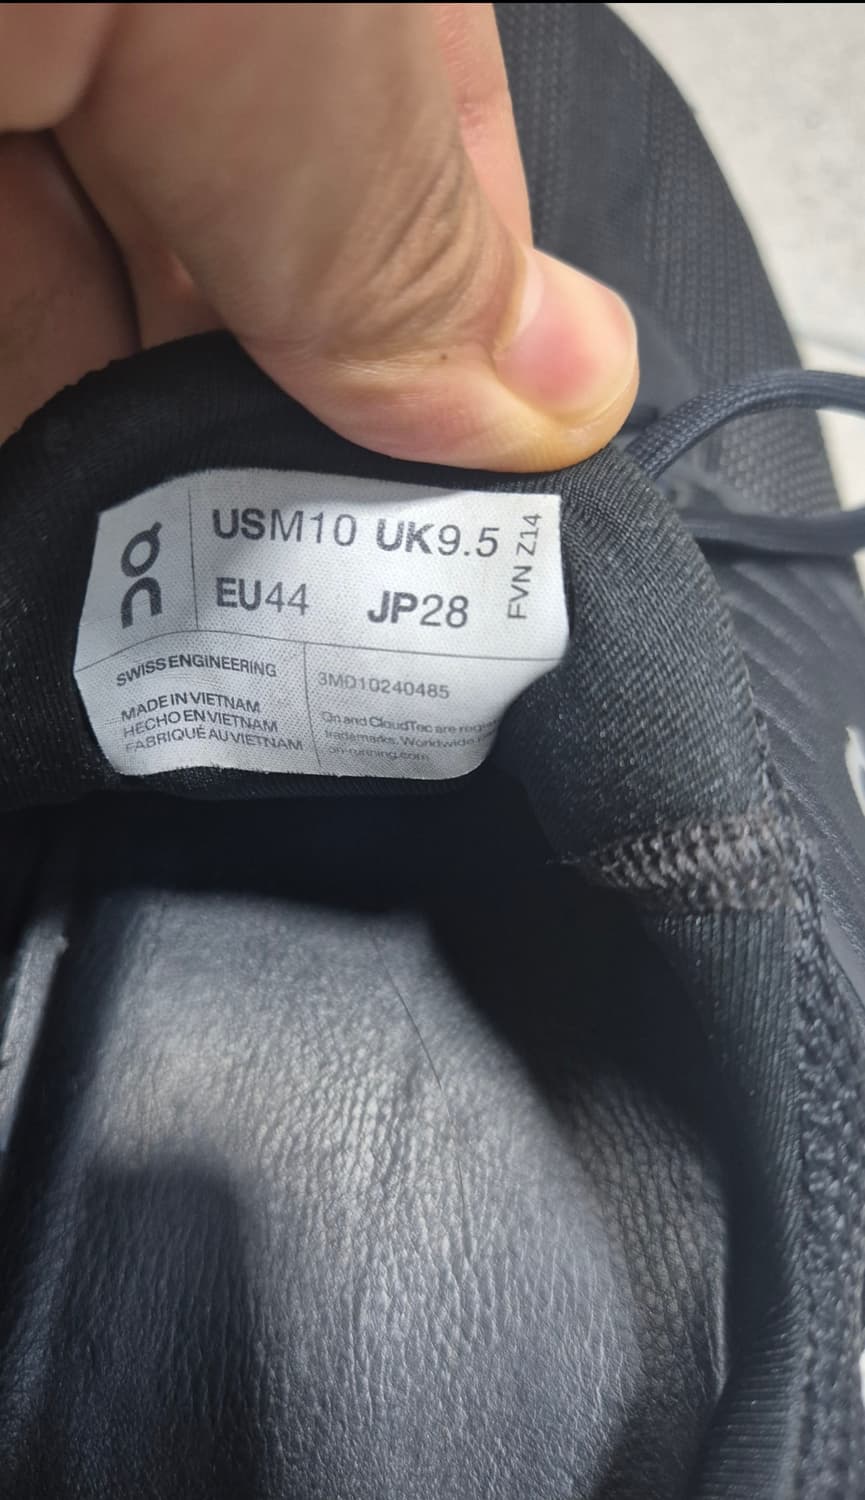 on
USM10 UK9.5
EU44 JP28
FVN Z14
SWISS ENGINEERING
MADE IN VIETNAM
HECHO EN VIETNAM
FABRIQUÉ AU VIETNAM
3MD10240485
On and CloudTec are
trademarks. Worldwide
on-running.com